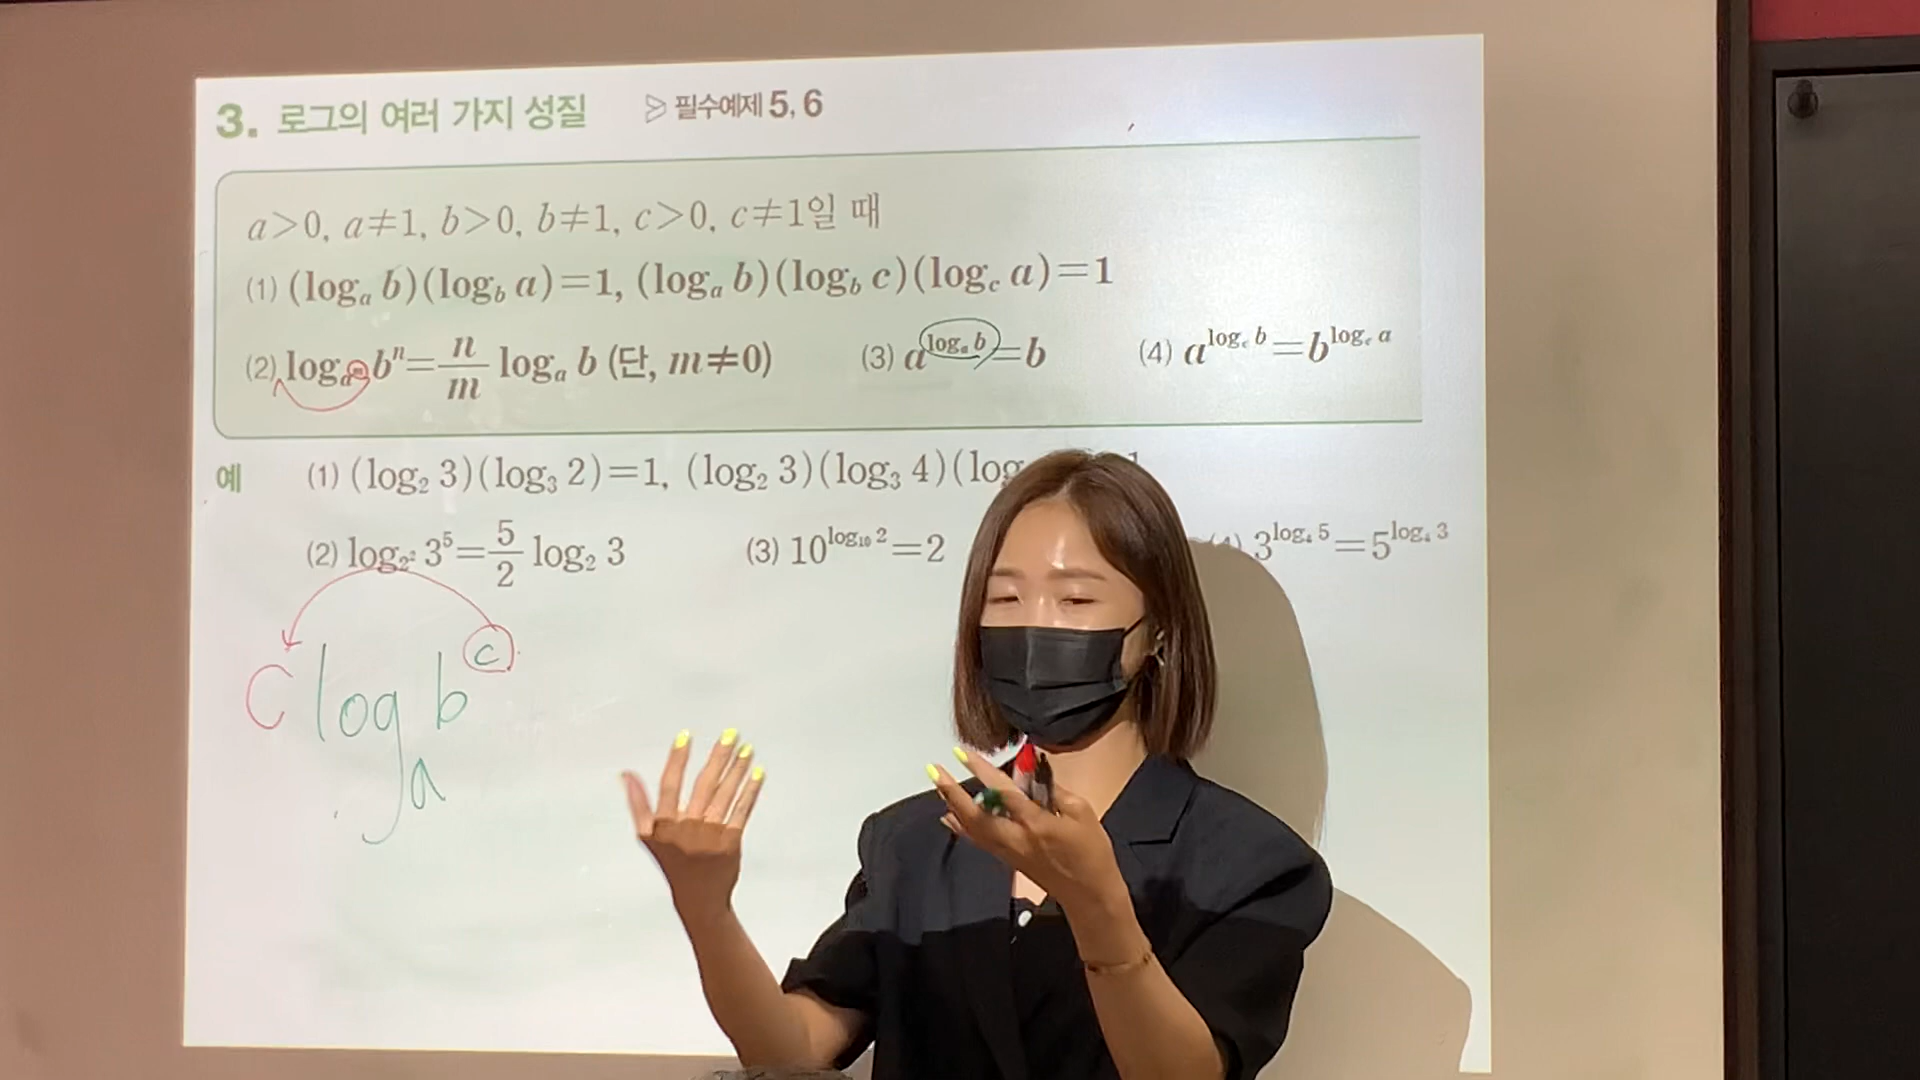 3. 로그의 여러 가지 성질 필수예제 5, 6
a>0, a≠1, b>0, b≠1, c>0, c≠1일 때
(1) (logₐ b)(log_b a)=1, (logₐ b)(log_b c)(log_c a)=1
(2) log_{a^m} bⁿ=n/m logₐ b (단, m≠0) (3) a^{logₐ b}=b (4) a^{log_c b}=b^{log_c a}
예 (1) (log₂ 3)(log₃ 2)=1, (log₂ 3)(log₃ 4)(log
(2) log_{2²} 3⁵=5/2 log₂ 3 (3) 10^{log₁₀ 2}=2 (4) 3^{log₄ 5}=5^{log₄ 3}
C logₐ b^c